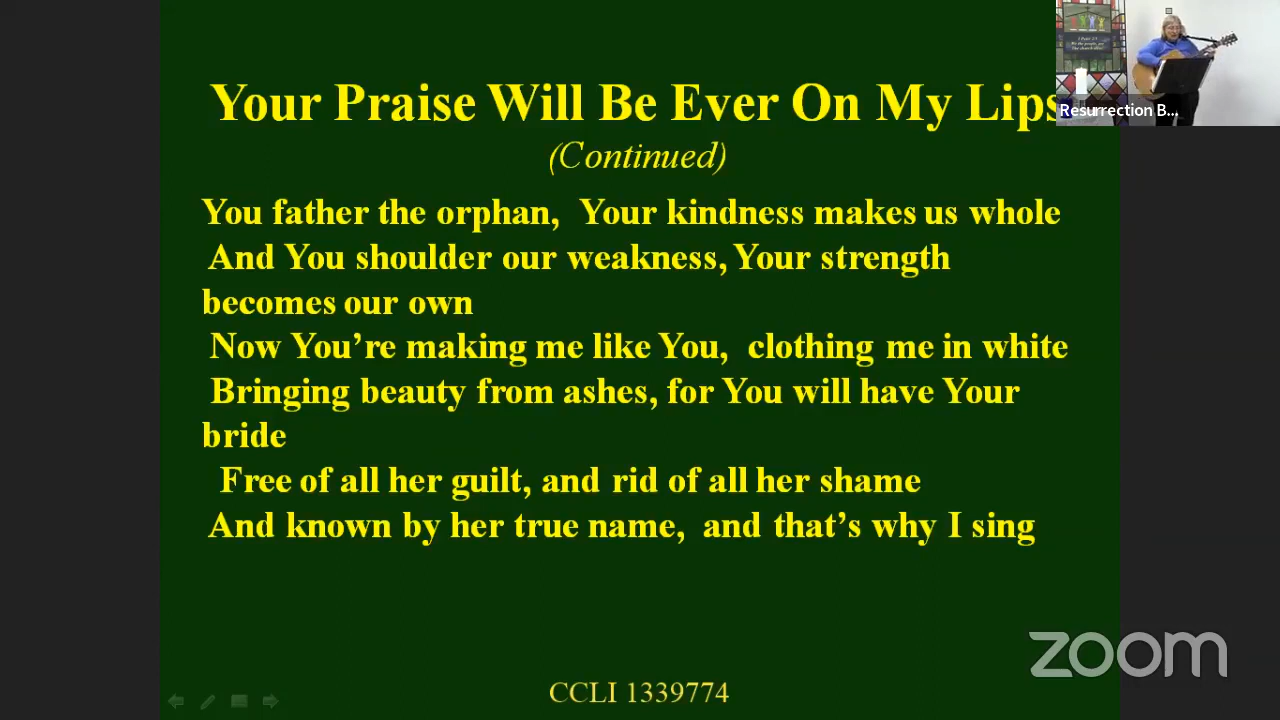 Your Praise Will Be Ever On My Lips
(Continued)
You father the orphan, Your kindness makes us whole
And You shoulder our weakness, Your strength
becomes our own
Now You’re making me like You, clothing me in white
Bringing beauty from ashes, for You will have Your
bride
Free of all her guilt, and rid of all her shame
And known by her true name, and that’s why I sing
CCLI 1339774
Resurrection B...
zoom